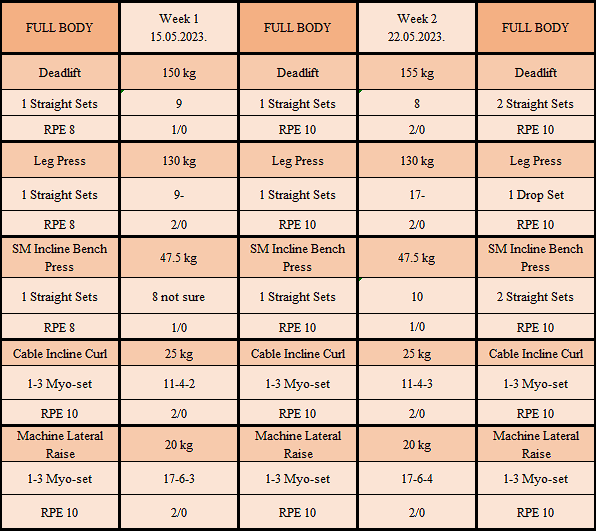 FULL BODY Week 1 FULL BODY Week 2 FULL BODY
15.05.2023. 22.05.2023.
Deadlift 150 kg Deadlift 155 kg Deadlift
1 Straight Sets 9 1 Straight Sets 8 2 Straight Sets
RPE 8 1/0 RPE 10 2/0 RPE 10
Leg Press 130 kg Leg Press 130 kg Leg Press
1 Straight Sets 9- 1 Straight Sets 17- 1 Drop Set
RPE 8 2/0 RPE 10 2/0 RPE 10
SM Incline Bench 47.5 kg SM Incline Bench 47.5 kg SM Incline Bench
Press Press Press
1 Straight Sets 8 not sure 1 Straight Sets 10 2 Straight Sets
RPE 8 1/0 RPE 10 1/0 RPE 10
Cable Incline Curl 25 kg Cable Incline Curl 25 kg Cable Incline Curl
1-3 Myo-set 11-4-2 1-3 Myo-set 11-4-3 1-3 Myo-set
RPE 10 2/0 RPE 10 2/0 RPE 10
Machine Lateral 20 kg Machine Lateral 20 kg Machine Lateral
Raise Raise Raise
1-3 Myo-set 17-6-3 1-3 Myo-set 17-6-4 1-3 Myo-set
RPE 10 2/0 RPE 10 2/0 RPE 10